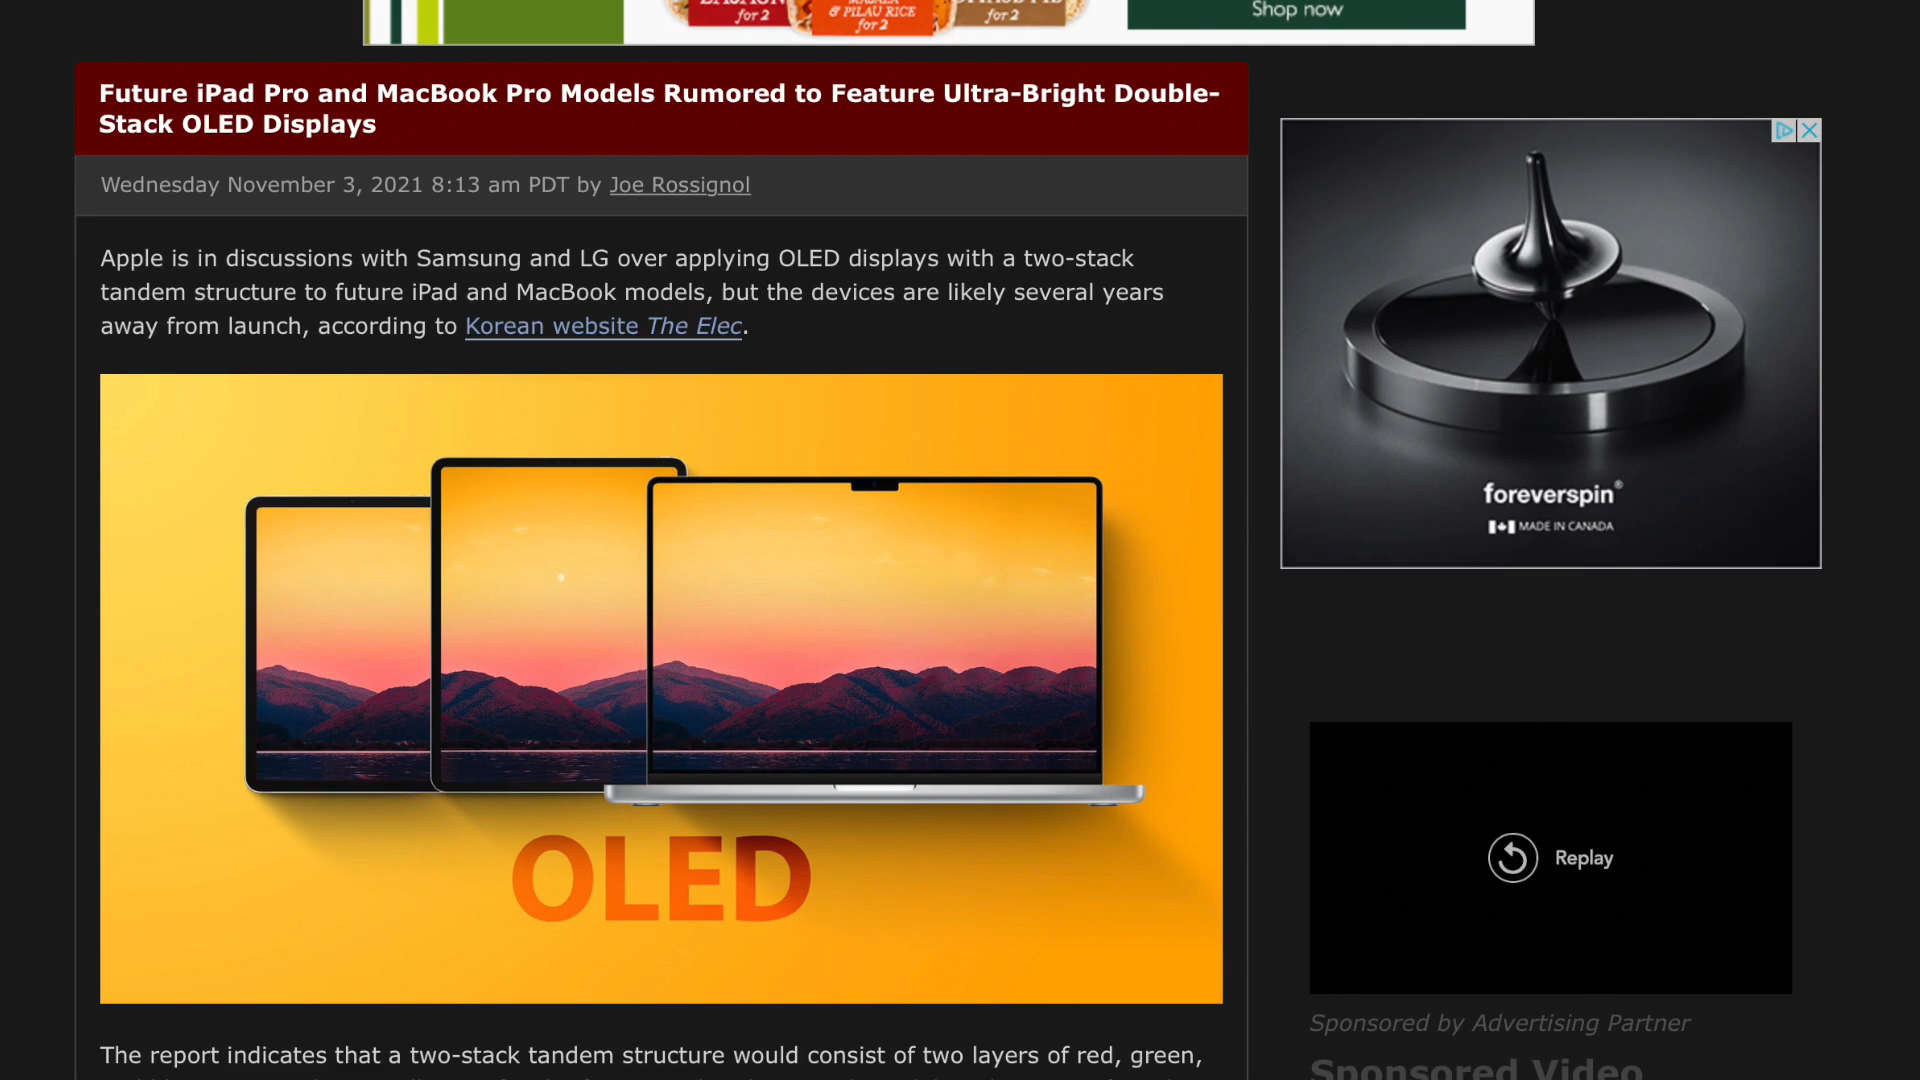 for 2
& PILAU RICE
for 2
for 2
Shop now
Future iPad Pro and MacBook Pro Models Rumored to Feature Ultra-Bright Double-
Stack OLED Displays
Wednesday November 3, 2021 8:13 am PDT by Joe Rossignol
Apple is in discussions with Samsung and LG over applying OLED displays with a two-stack
tandem structure to future iPad and MacBook models, but the devices are likely several years
away from launch, according to Korean website The Elec.
OLED
The report indicates that a two-stack tandem structure would consist of two layers of red, green,
foreverspin®
MADE IN CANADA
Replay
Sponsored by Advertising Partner
Sponsored Video